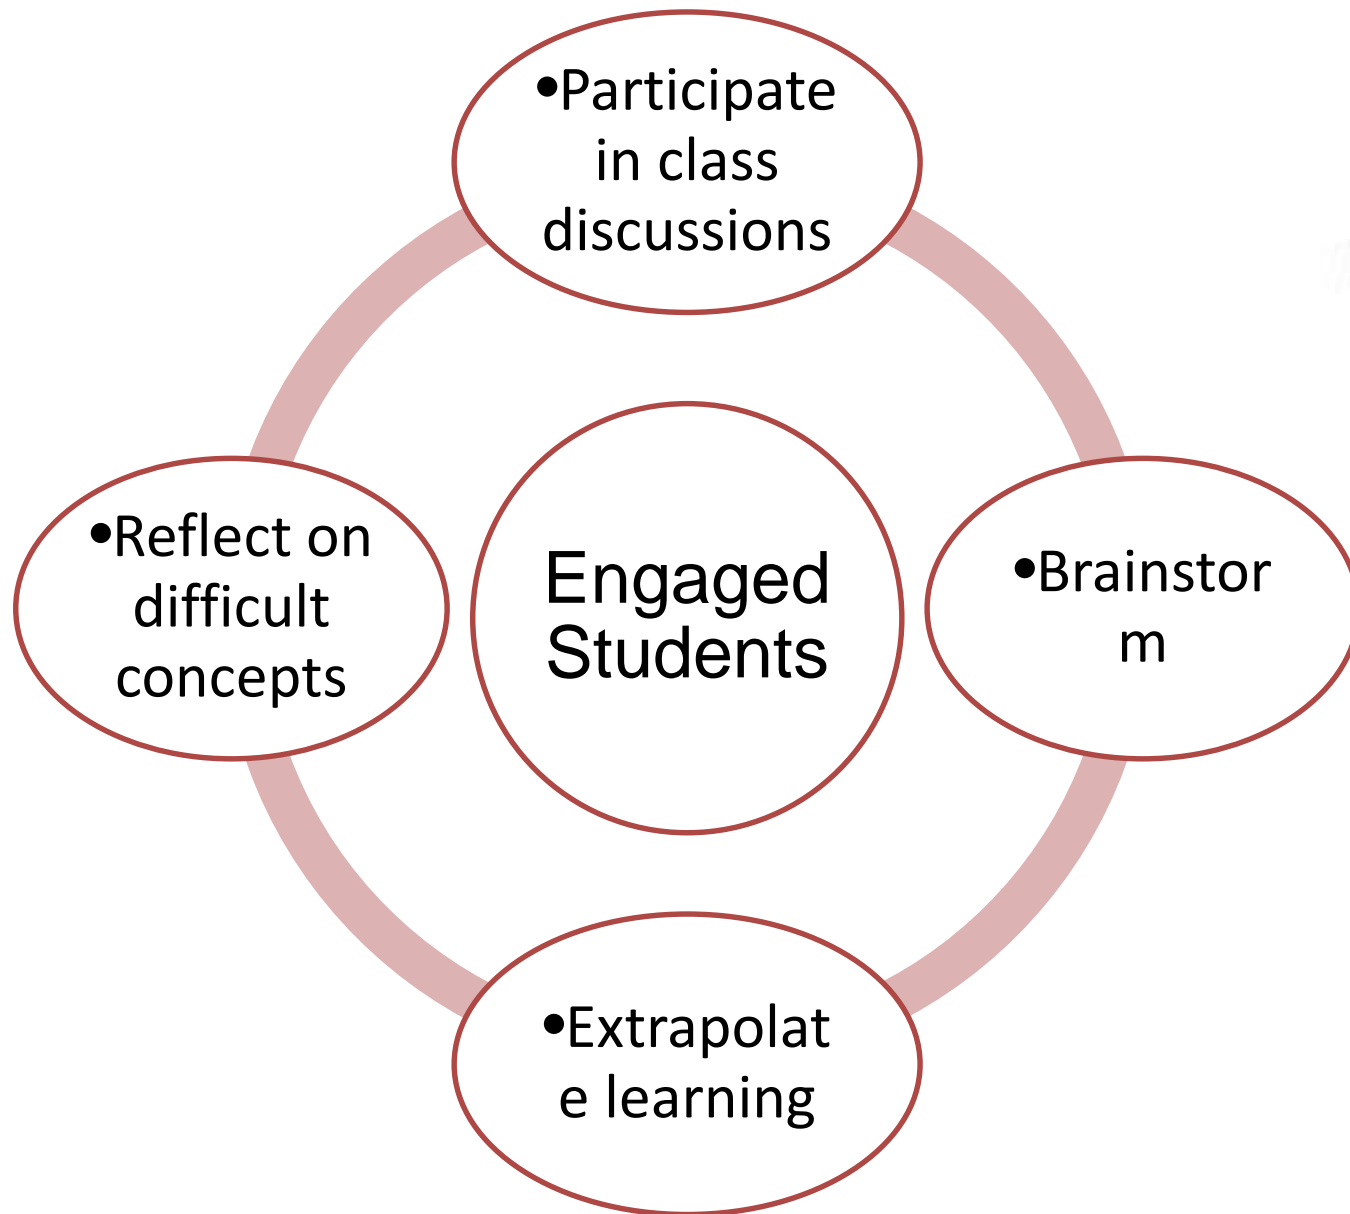 •Participate
in class
discussions
•Reflect on
difficult
concepts
Engaged
Students
•Brainstor
m
•Extrapolat
e learning